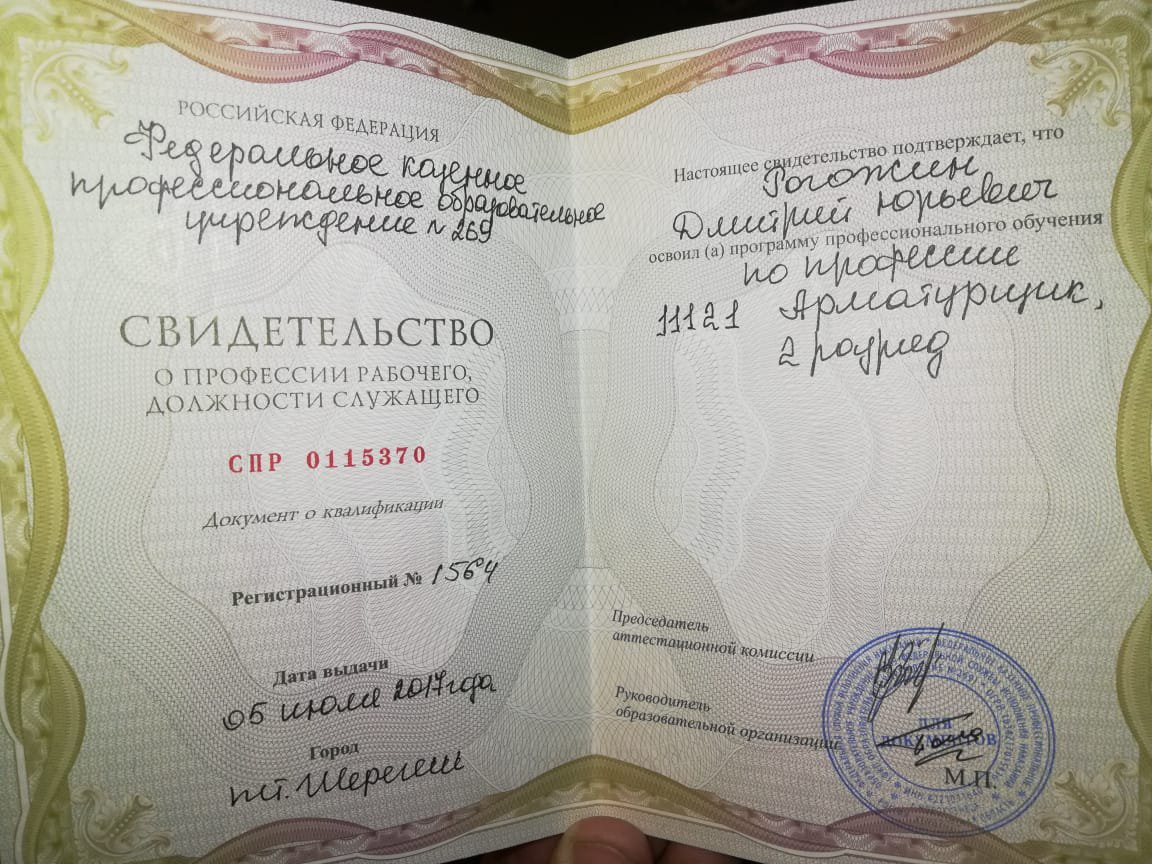 РОССИЙСКАЯ ФЕДЕРАЦИЯ
Федеральное казенное
профессиональное образовательное
учреждение № 269
СВИДЕТЕЛЬСТВО
О ПРОФЕССИИ РАБОЧЕГО,
ДОЛЖНОСТИ СЛУЖАЩЕГО
СПР 0115370
Документ о квалификации
Регистрационный № 1564
Дата выдачи
05 июля 2017 года
Город
пгт. Шерегеш
Настоящее свидетельство подтверждает, что
Рогожин
Дмитрий Юрьевич
освоил (а) программу профессионального обучения
по профессии
11121 Арматурщик,
2 разряд
Председатель
аттестационной комиссии
Руководитель
образовательной организации
ДЛЯ
ДОКУМЕНТОВ
М.П.